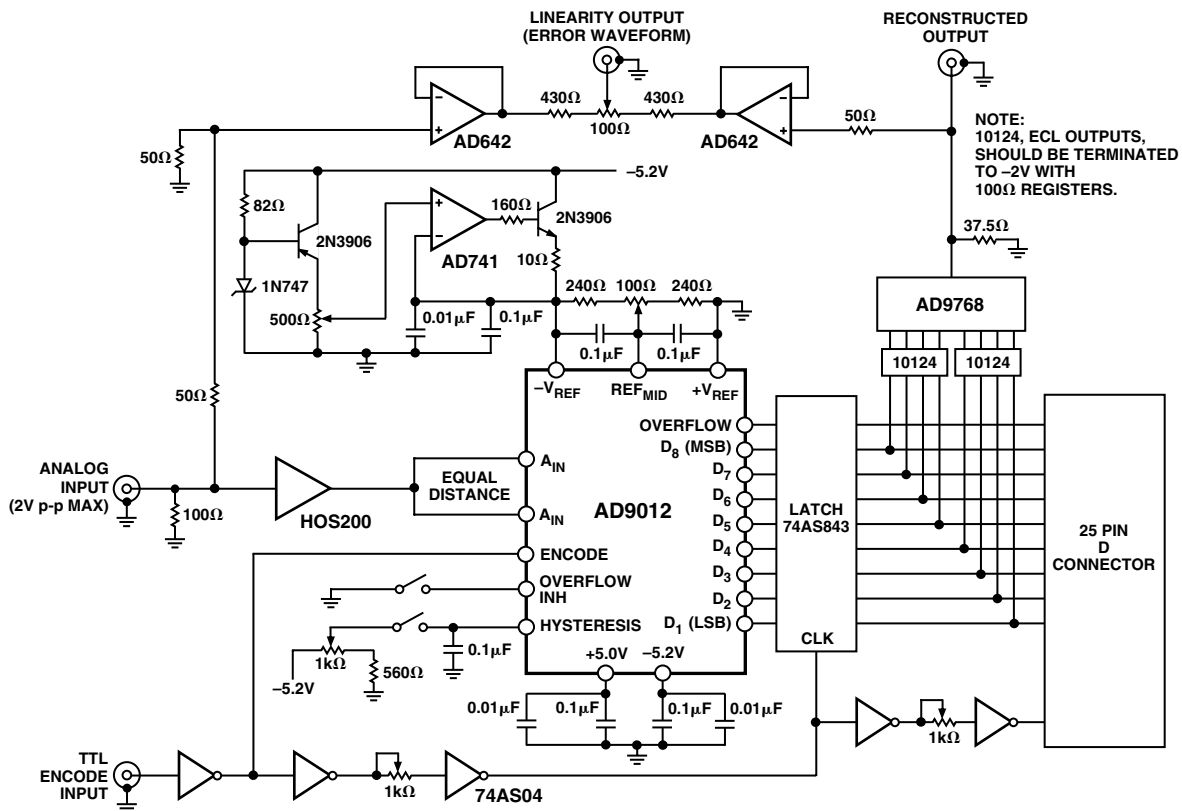 LINEARITY OUTPUT
(ERROR WAVEFORM)
RECONSTRUCTED
OUTPUT
430Ω
430Ω
100Ω
AD642
AD642
50Ω
NOTE:
10124, ECL OUTPUTS,
SHOULD BE TERMINATED
TO –2V WITH
100Ω REGISTERS.
50Ω
–5.2V
82Ω
2N3906
160Ω
2N3906
AD741
10Ω
37.5Ω
1N747
500Ω
0.01μF
0.1μF
240Ω
100Ω
240Ω
AD9768
0.1μF
0.1μF
10124
10124
50Ω
–VREF
REFMID
+VREF
OVERFLOW
D8 (MSB)
D7
D6
D5
D4
D3
D2
D1 (LSB)
ANALOG
INPUT
(2V p-p MAX)
100Ω
HOS200
EQUAL
DISTANCE
AIN
AIN
AD9012
ENCODE
OVERFLOW
INH
HYSTERESIS
LATCH
74AS843
CLK
25 PIN
D
CONNECTOR
1kΩ
–5.2V
560Ω
0.1μF
+5.0V
–5.2V
0.01μF
0.1μF
0.1μF
0.01μF
1kΩ
TTL
ENCODE
INPUT
1kΩ
74AS04